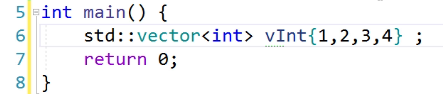 5 int main() {
6     std::vector<int> vInt{1,2,3,4} ;
7     return 0;
8 }